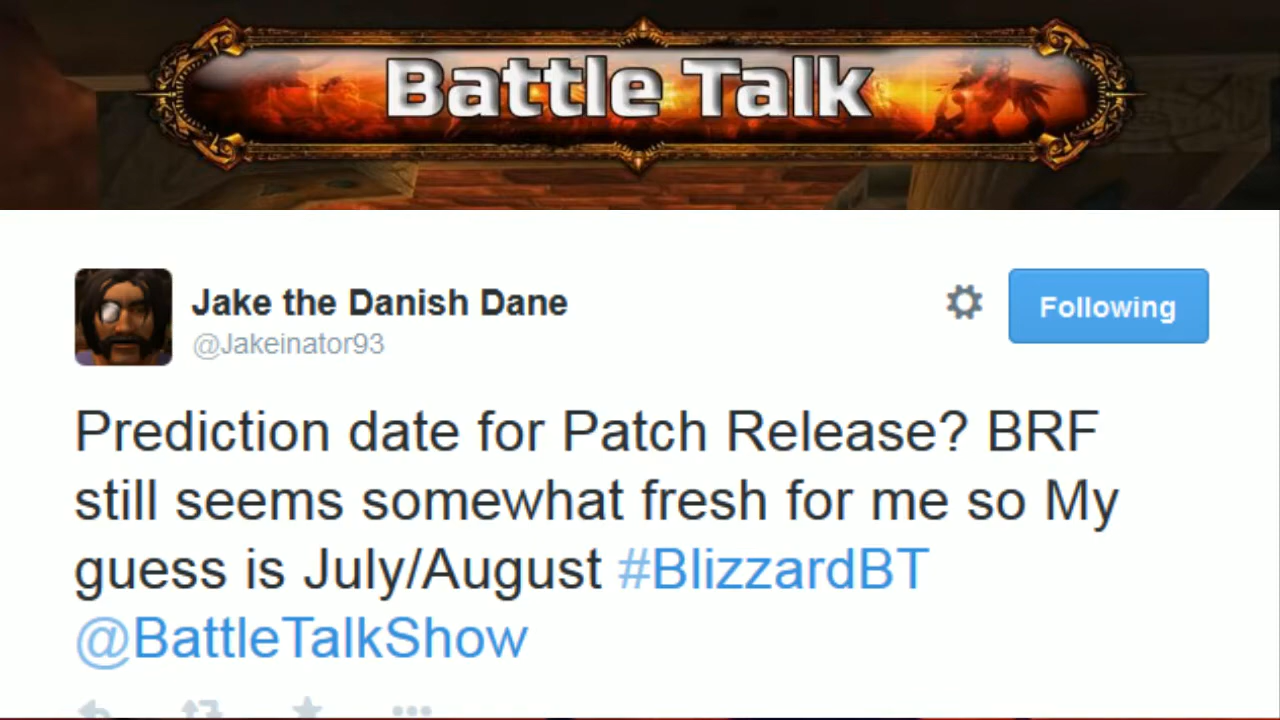 Battle Talk
Jake the Danish Dane
@Jakeinator93
Following
Prediction date for Patch Release? BRF
still seems somewhat fresh for me so My
guess is July/August #BlizzardBT
@BattleTalkShow